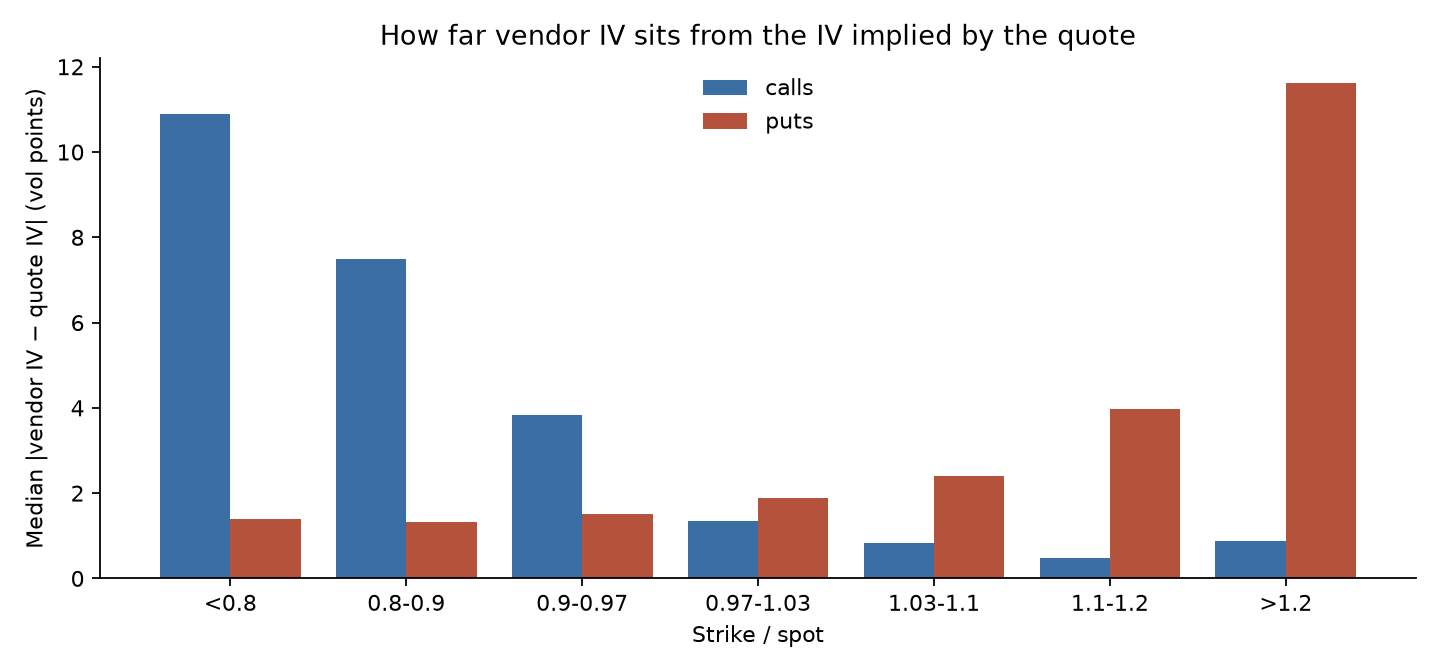 How far vendor IV sits from the IV implied by the quote
calls
puts
Median |vendor IV − quote IV| (vol points)
12
10
8
6
4
2
0
<0.8
0.8-0.9
0.9-0.97
0.97-1.03
1.03-1.1
1.1-1.2
>1.2
Strike / spot